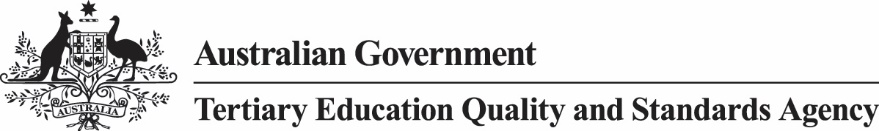 Australian Government
AUSTRALIA
Tertiary Education Quality and Standards Agency